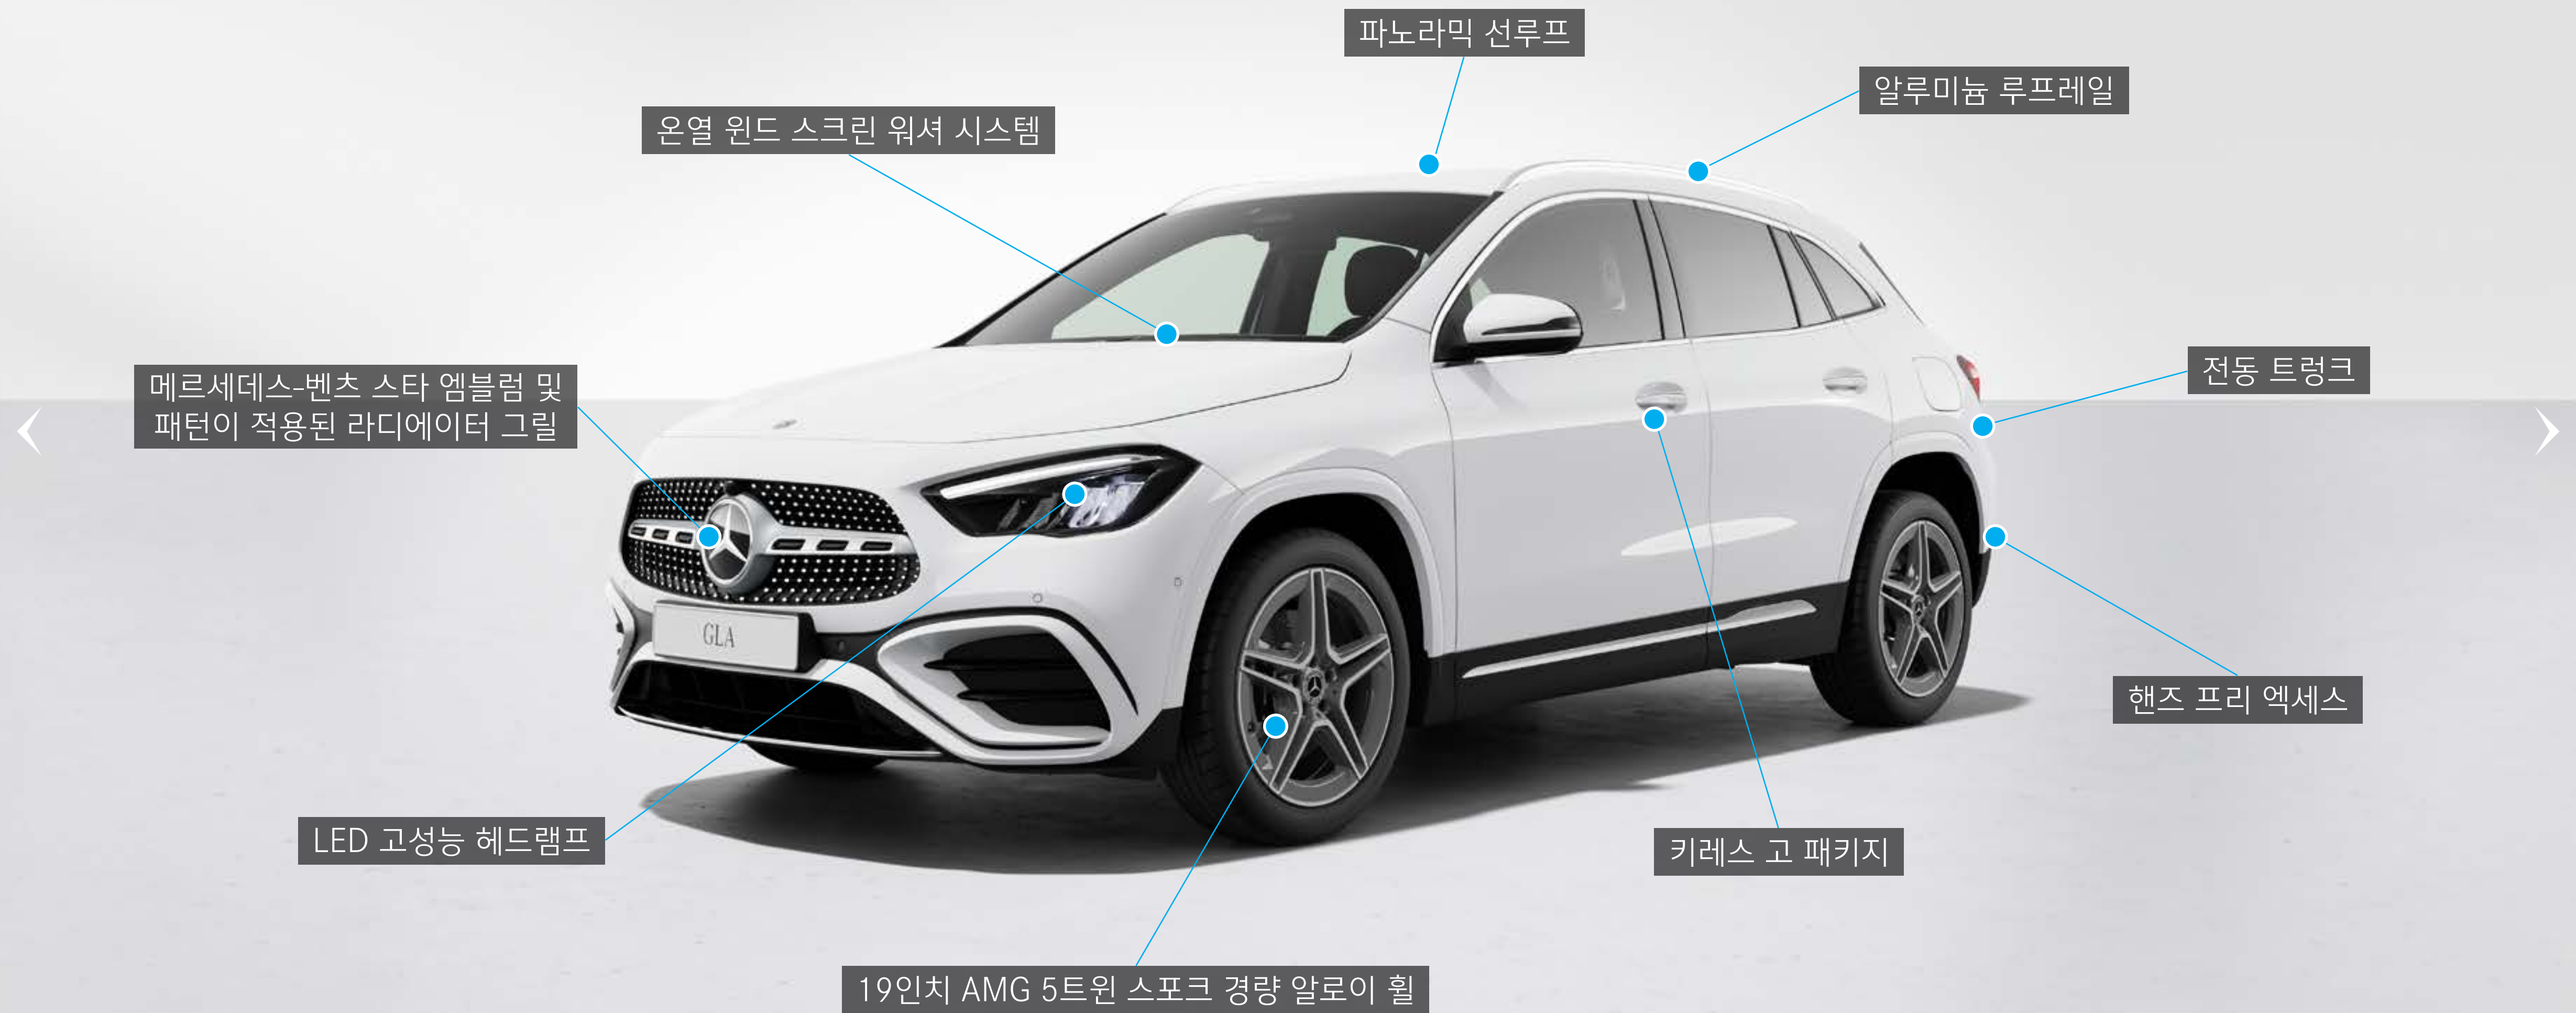 파노라믹 선루프
알루미늄 루프레일
온열 윈드 스크린 워셔 시스템
전동 트렁크
메르세데스-벤츠 스타 엠블럼 및
패턴이 적용된 라디에이터 그릴
GLA
핸즈 프리 엑세스
LED 고성능 헤드램프
키레스 고 패키지
19인치 AMG 5트윈 스포크 경량 알로이 휠